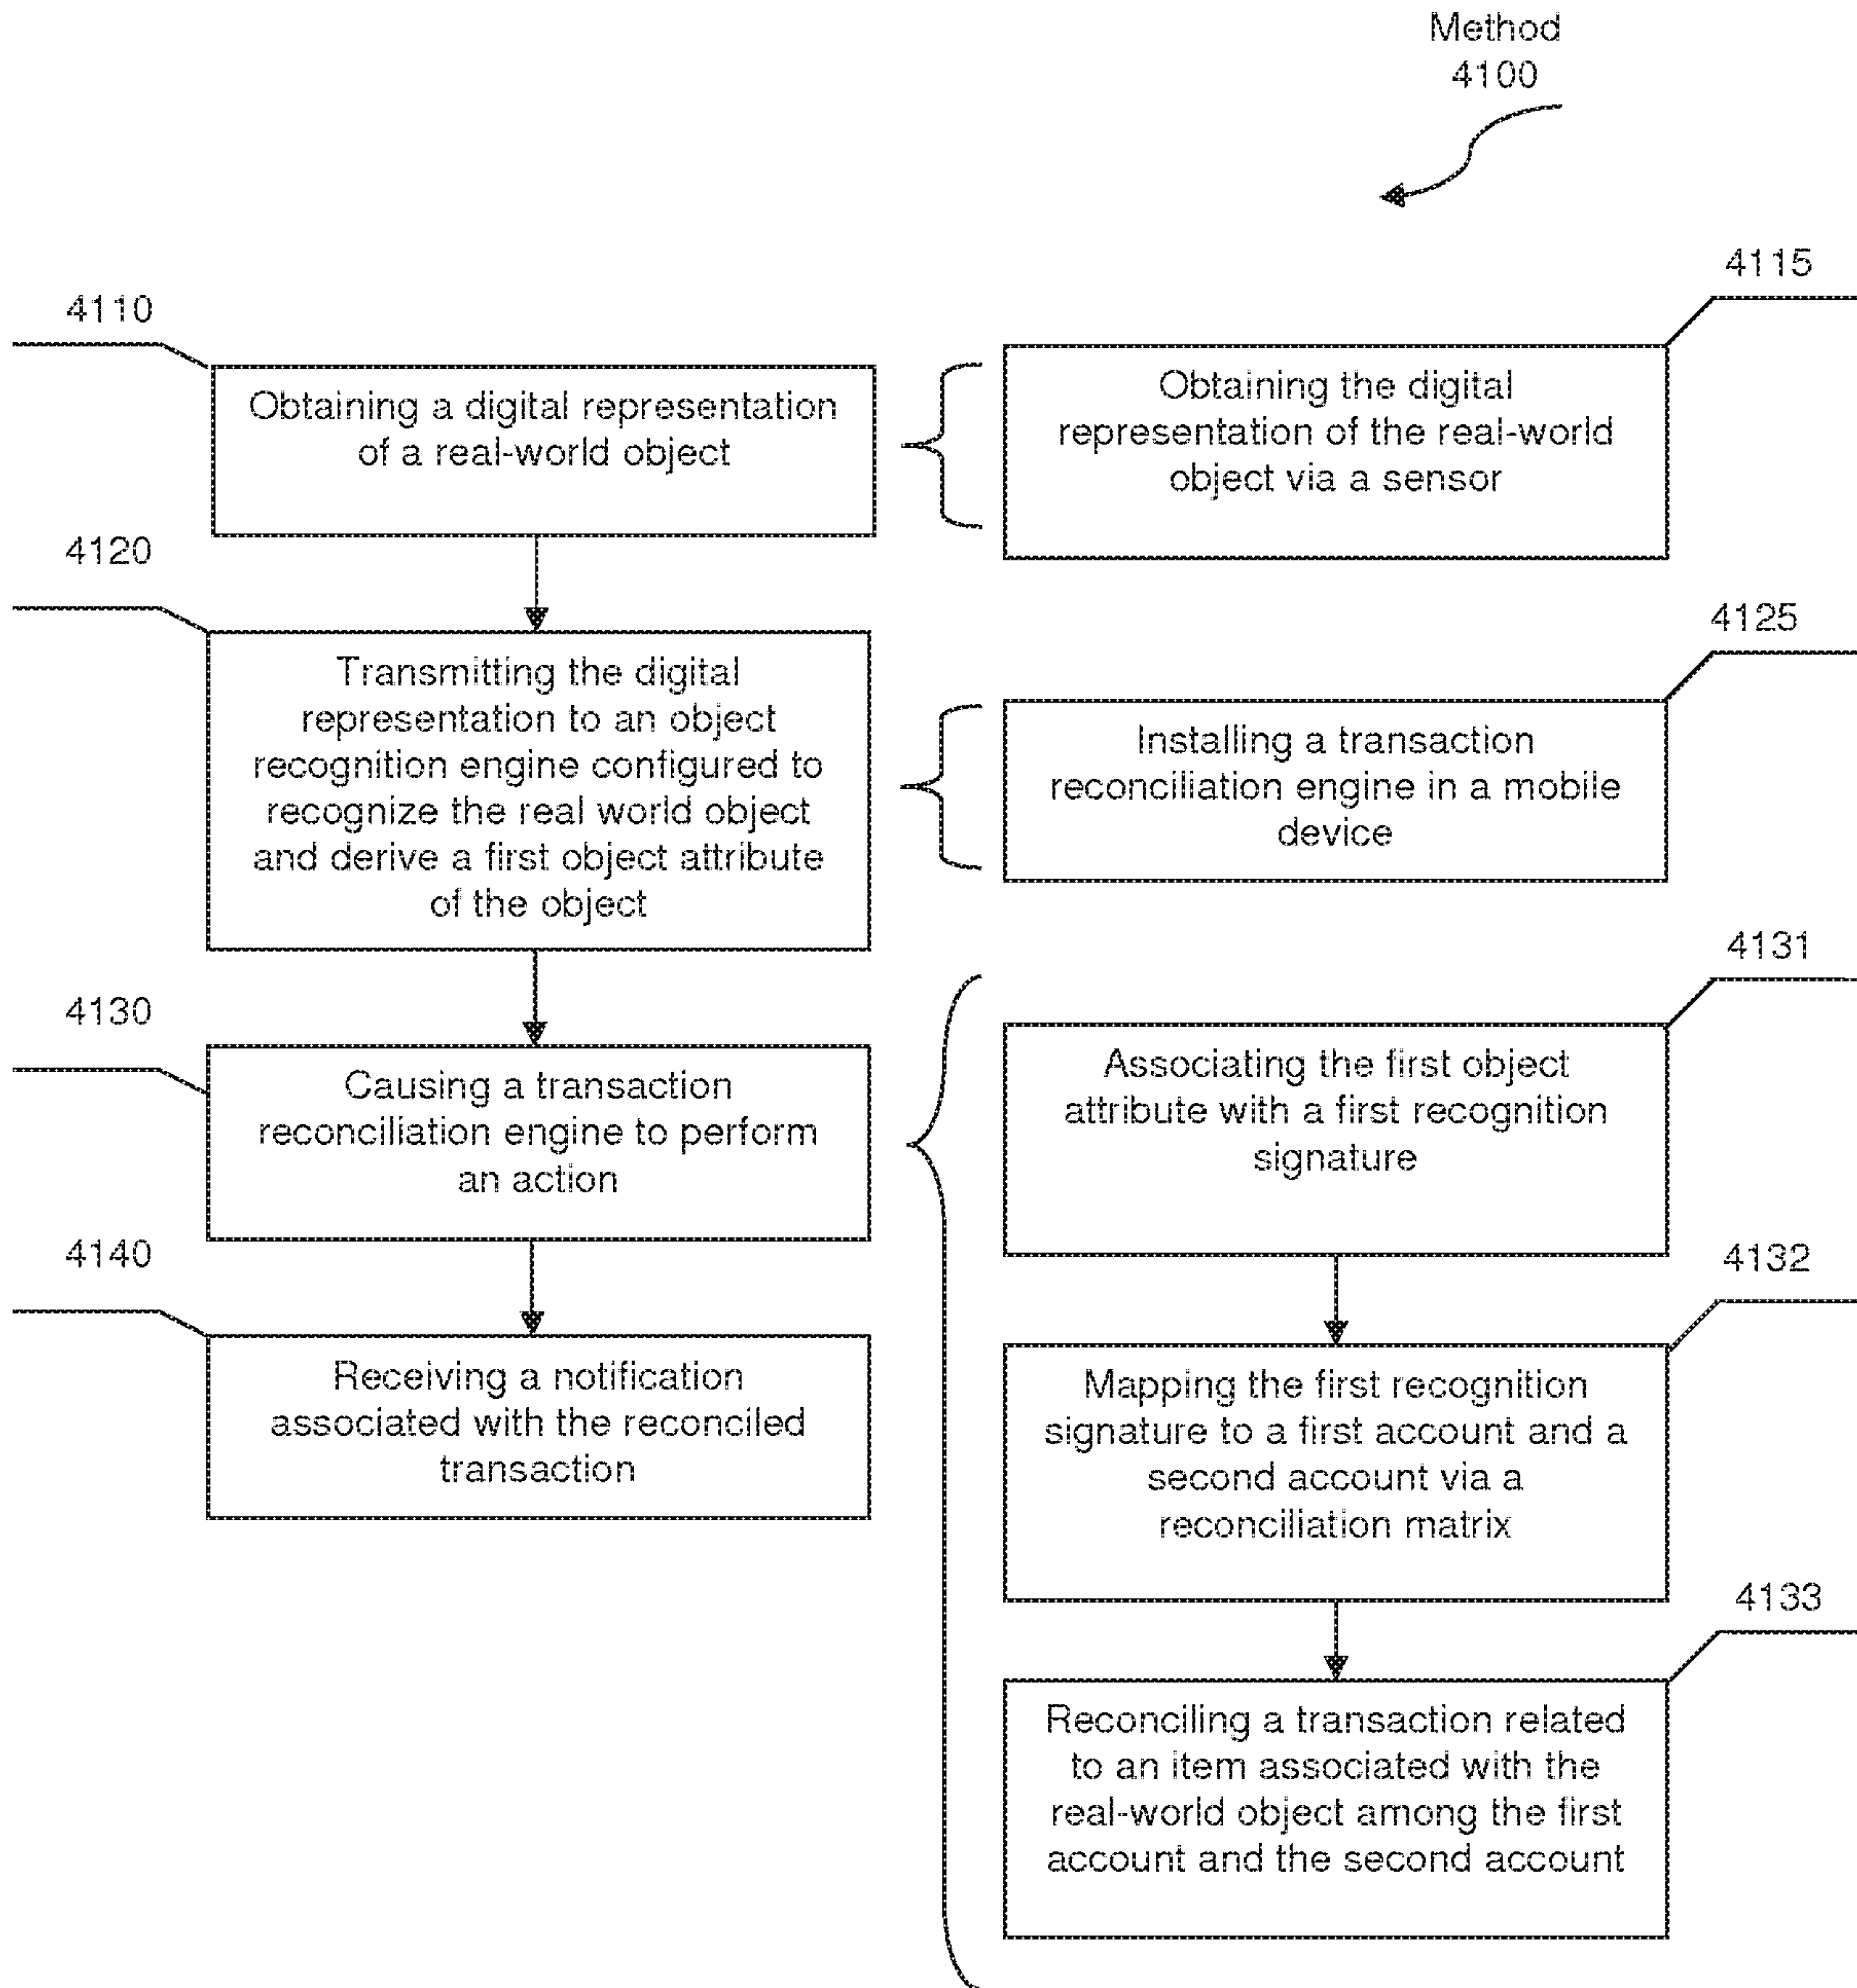 Method
4100
4110
Obtaining a digital representation
of a real-world object
4115
Obtaining the digital
representation of the real-world
object via a sensor
4120
Transmitting the digital
representation to an object
recognition engine configured to
recognize the real world object
and derive a first object attribute
of the object
4125
Installing a transaction
reconciliation engine in a mobile
device
4130
Causing a transaction
reconciliation engine to perform
an action
4131
Associating the first object
attribute with a first recognition
signature
4140
Receiving a notification
associated with the reconciled
transaction
4132
Mapping the first recognition
signature to a first account and a
second account via a
reconciliation matrix
4133
Reconciling a transaction related
to an item associated with the
real-world object among the first
account and the second account